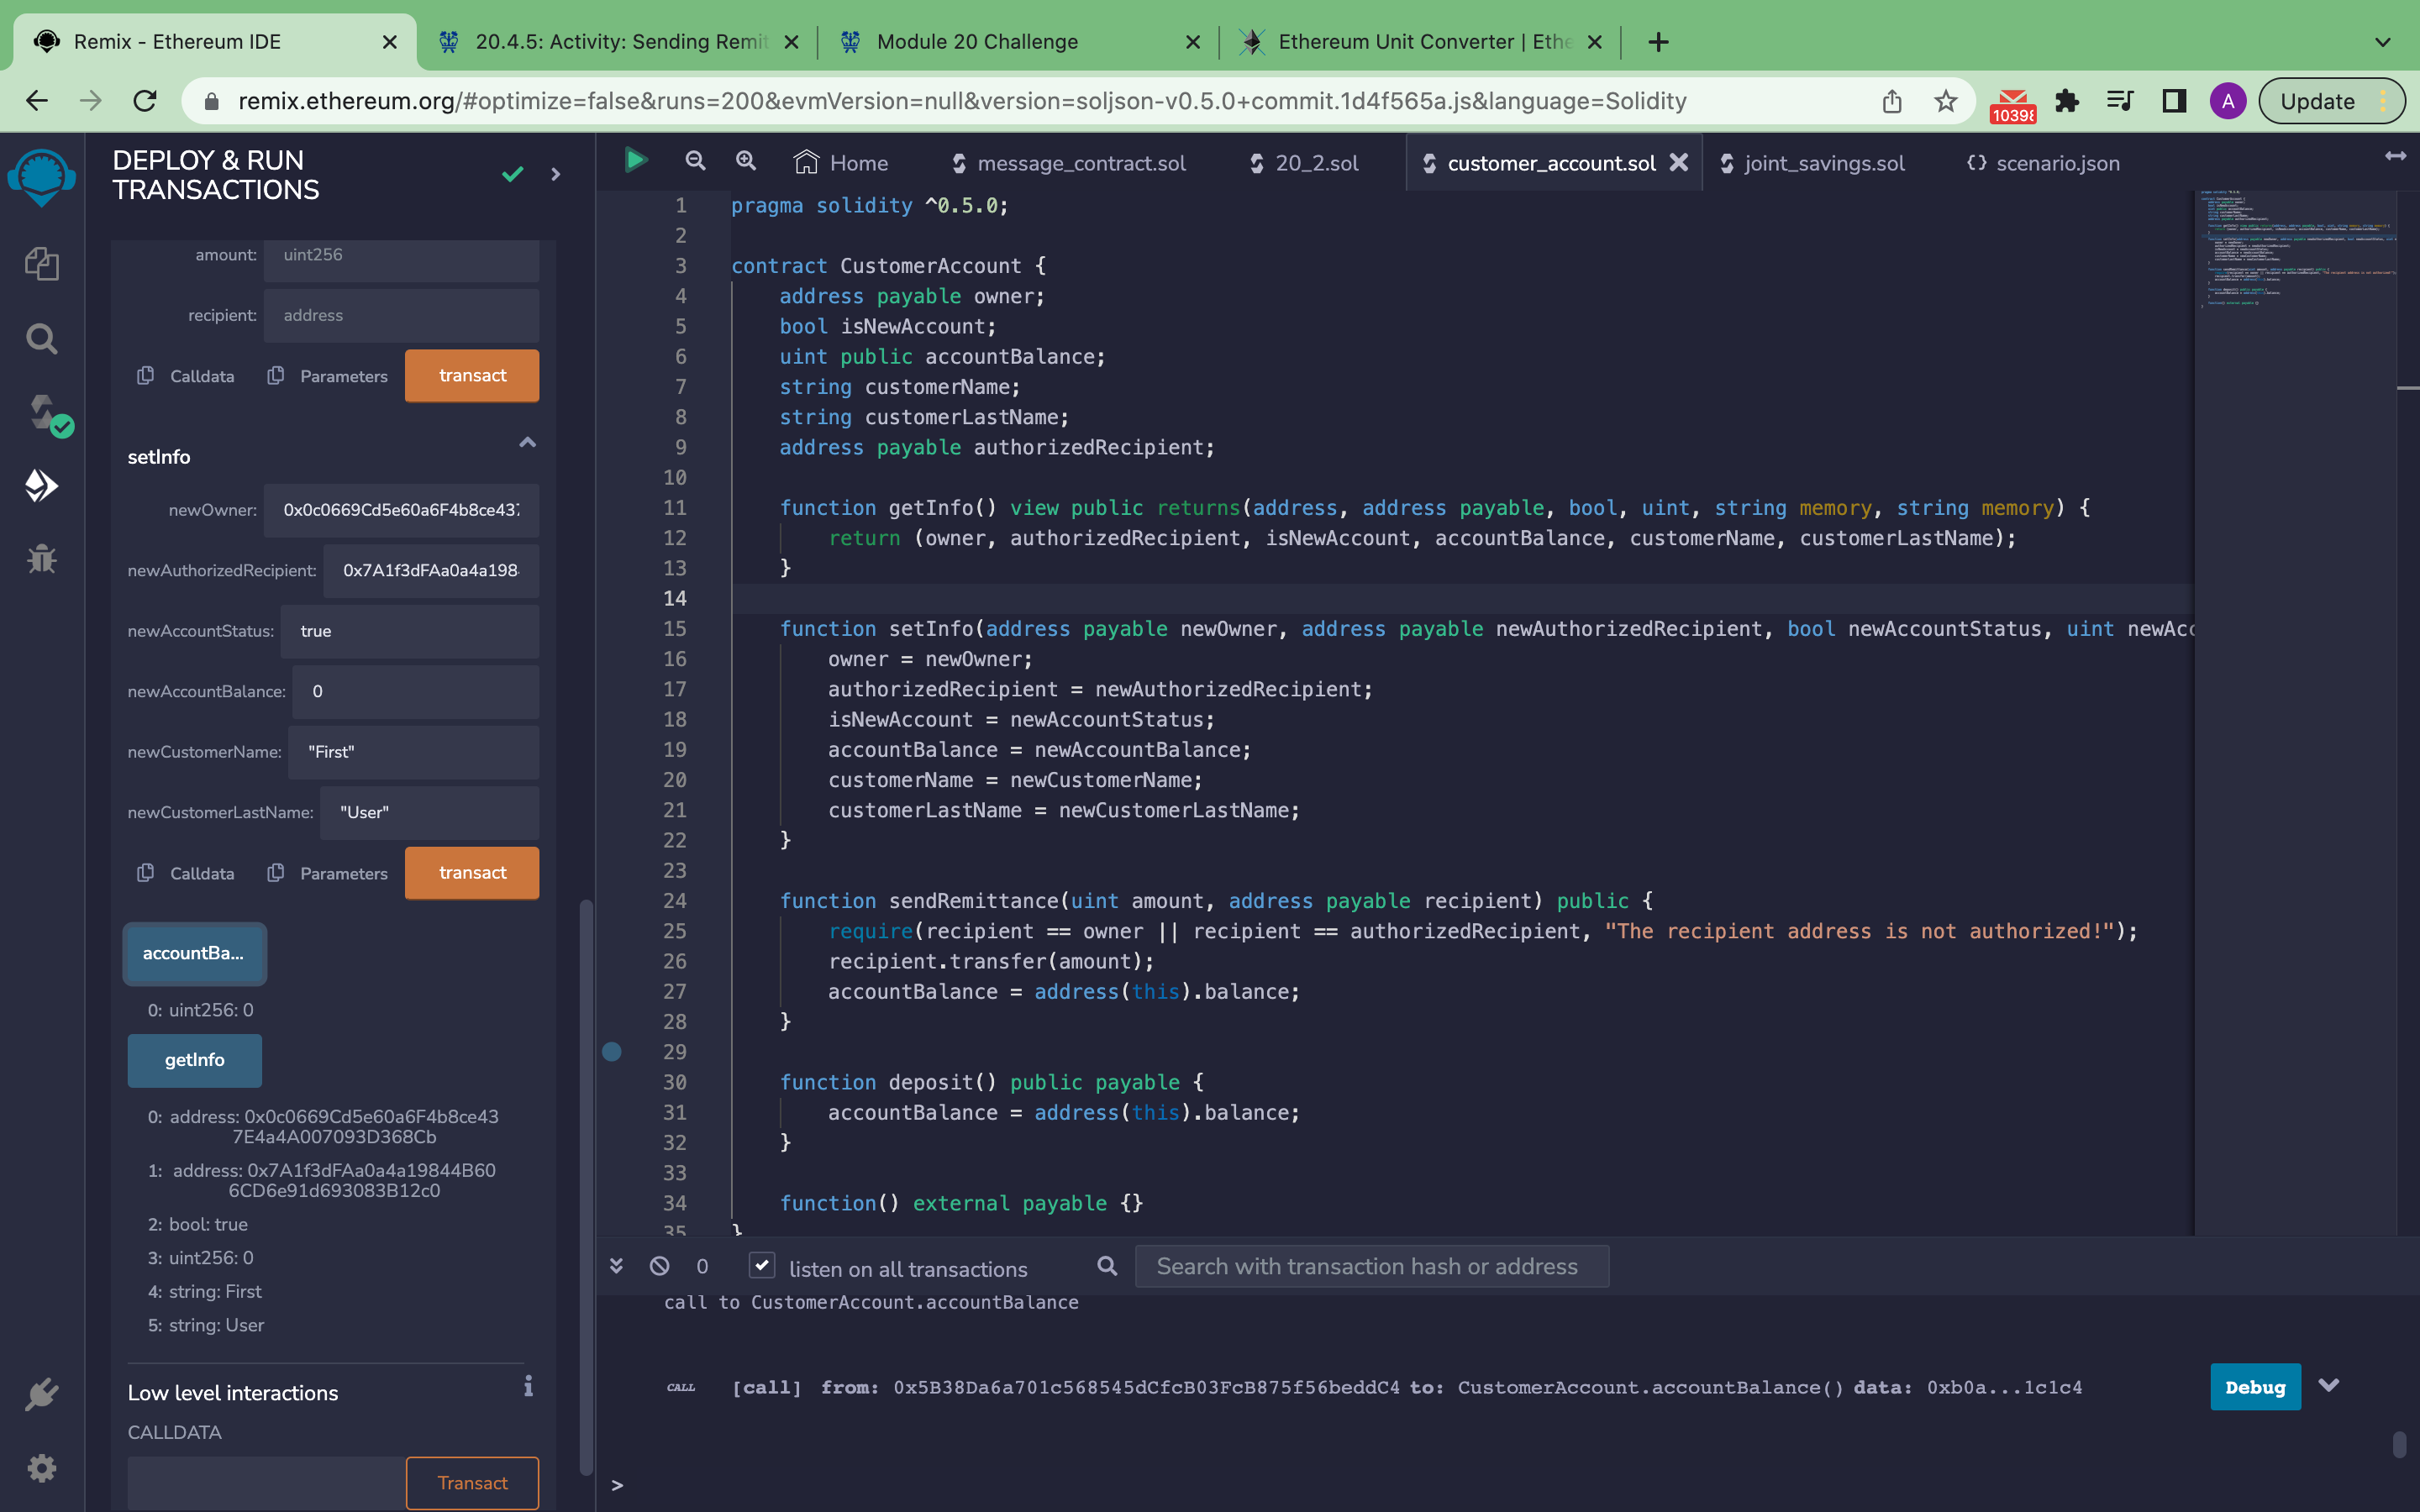 Remix - Ethereum IDE
20.4.5: Activity: Sending Remit
Module 20 Challenge
Ethereum Unit Converter | Ethe
remix.ethereum.org/#optimize=false&runs=200&evmVersion=null&version=soljson-v0.5.0+commit.1d4f565a.js&language=Solidity
10398
A
Update
DEPLOY & RUN
TRANSACTIONS
amount: uint256
recipient: address
Calldata Parameters transact
setInfo
newOwner: 0x0c0669Cd5e60a6F4b8ce437
newAuthorizedRecipient: 0x7A1f3dFAa0a4a198
newAccountStatus: true
newAccountBalance: 0
newCustomerName: "First"
newCustomerLastName: "User"
Calldata Parameters transact
accountBa...
0: uint256: 0
getInfo
0: address: 0x0c0669Cd5e60a6F4b8ce43
7E4a4A007093D368Cb
1: address: 0x7A1f3dFAa0a4a19844B60
6CD6e91d693083B12c0
2: bool: true
3: uint256: 0
4: string: First
5: string: User
Low level interactions
CALLDATA
Transact
Home message_contract.sol 20_2.sol customer_account.sol joint_savings.sol {} scenario.json
1 pragma solidity ^0.5.0;
2
3 contract CustomerAccount {
4 address payable owner;
5 bool isNewAccount;
6 uint public accountBalance;
7 string customerName;
8 string customerLastName;
9 address payable authorizedRecipient;
10
11 function getInfo() view public returns(address, address payable, bool, uint, string memory, string memory) {
12 return (owner, authorizedRecipient, isNewAccount, accountBalance, customerName, customerLastName);
13 }
14
15 function setInfo(address payable newOwner, address payable newAuthorizedRecipient, bool newAccountStatus, uint newAcc
16 owner = newOwner;
17 authorizedRecipient = newAuthorizedRecipient;
18 isNewAccount = newAccountStatus;
19 accountBalance = newAccountBalance;
20 customerName = newCustomerName;
21 customerLastName = newCustomerLastName;
22 }
23
24 function sendRemittance(uint amount, address payable recipient) public {
25 require(recipient == owner || recipient == authorizedRecipient, "The recipient address is not authorized!");
26 recipient.transfer(amount);
27 accountBalance = address(this).balance;
28 }
29
30 function deposit() public payable {
31 accountBalance = address(this).balance;
32 }
33
34 function() external payable {}
35 }
0 listen on all transactions Search with transaction hash or address
call to CustomerAccount.accountBalance
CALL [call] from: 0x5B38Da6a701c568545dCfcB03FcB875f56beddC4 to: CustomerAccount.accountBalance() data: 0xb0a...1c1c4 Debug
>